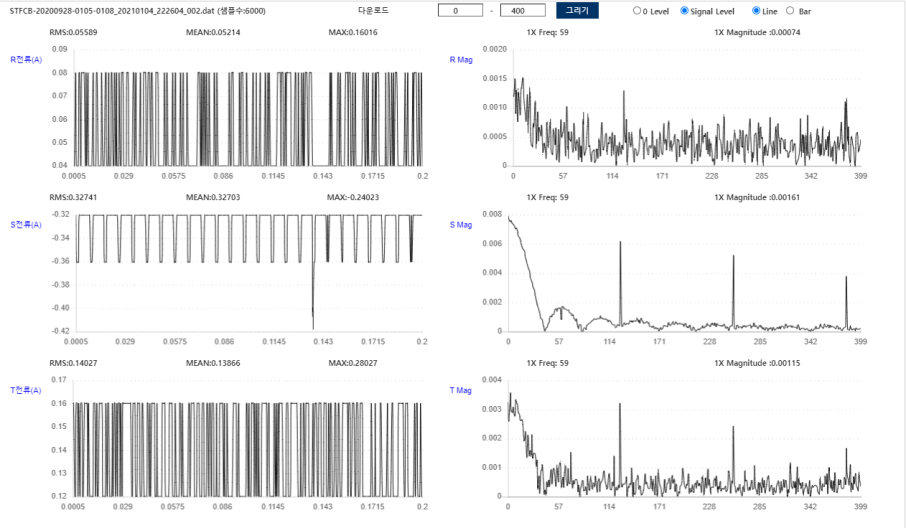 STFCB-20200928-0105-0108_20210104_222604_002.dat (샘플수:6000) 다운로드 0 - 400 그리기 0 Level Signal Level Line Bar
RMS:0.05589 MEAN:0.05214 MAX:0.16016 1X Freq: 59 1X Magnitude :0.00074
R전류(A)
0.09
0.08
0.07
0.06
0.05
0.04
0.0005 0.029 0.0575 0.086 0.1145 0.143 0.1715 0.2
R Mag
0.0020
0.0015
0.0010
0.0005
0
0 57 114 171 228 285 342 399
RMS:0.32741 MEAN:0.32703 MAX:-0.24023 1X Freq: 59 1X Magnitude :0.00161
S전류(A)
-0.32
-0.34
-0.36
-0.38
-0.40
-0.42
0.0005 0.029 0.0575 0.086 0.1145 0.143 0.1715 0.2
S Mag
0.008
0.006
0.004
0.002
0
0 57 114 171 228 285 342 399
RMS:0.14027 MEAN:0.13866 MAX:0.28027 1X Freq: 59 1X Magnitude :0.00115
T전류(A)
0.17
0.16
0.15
0.14
0.13
0.12
0.0005 0.029 0.0575 0.086 0.1145 0.143 0.1715 0.2
T Mag
0.004
0.003
0.002
0.001
0
0 57 114 171 228 285 342 399